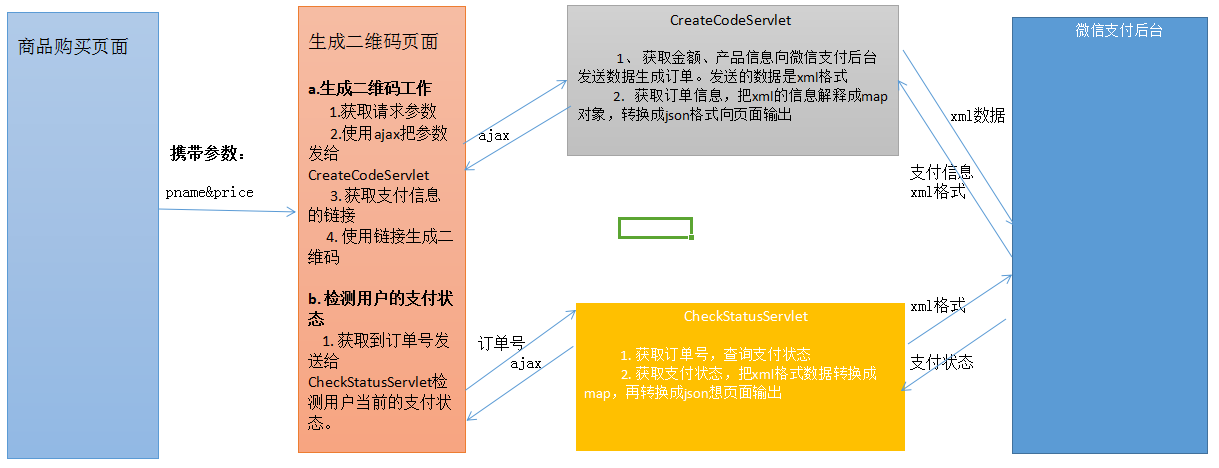 商品购买页面
携带参数:
pname&price
生成二维码页面
a.生成二维码工作
1.获取请求参数
2.使用ajax把参数
发给
CreateCodeServlet
3. 获取支付信息
的链接
4. 使用链接生成二
维码
b. 检测用户的支付状
态
1. 获取到订单号发
送给
CheckStatusServlet检
测用户当前的支付状
态。
ajax
订单号
ajax
CreateCodeServlet
1、 获取金额、产品信息向微信支付后台
发送数据生成订单。发送的数据是xml格式
2. 获取订单信息，把xml的信息解释成map
对象，转换成json格式向页面输出
CheckStatusServlet
1. 获取订单号，查询支付状态
2. 获取支付状态，把xml格式数据转换成
map，再转换成json想页面输出
xml数据
支付信息
xml格式
xml格式
支付状态
微信支付后台